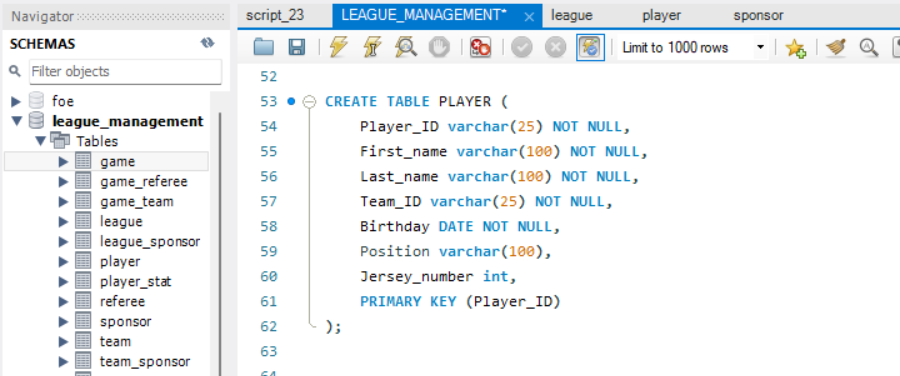 Navigator
SCHEMAS
Filter objects
foe
league_management
Tables
game
game_referee
game_team
league
league_sponsor
player
player_stat
referee
sponsor
team
team_sponsor
script_23
LEAGUE_MANAGEMENT*
league
player
sponsor
Limit to 1000 rows
52
53 CREATE TABLE PLAYER (
54 Player_ID varchar(25) NOT NULL,
55 First_name varchar(100) NOT NULL,
56 Last_name varchar(100) NOT NULL,
57 Team_ID varchar(25) NOT NULL,
58 Birthday DATE NOT NULL,
59 Position varchar(100),
60 Jersey_number int,
61 PRIMARY KEY (Player_ID)
62 );
63